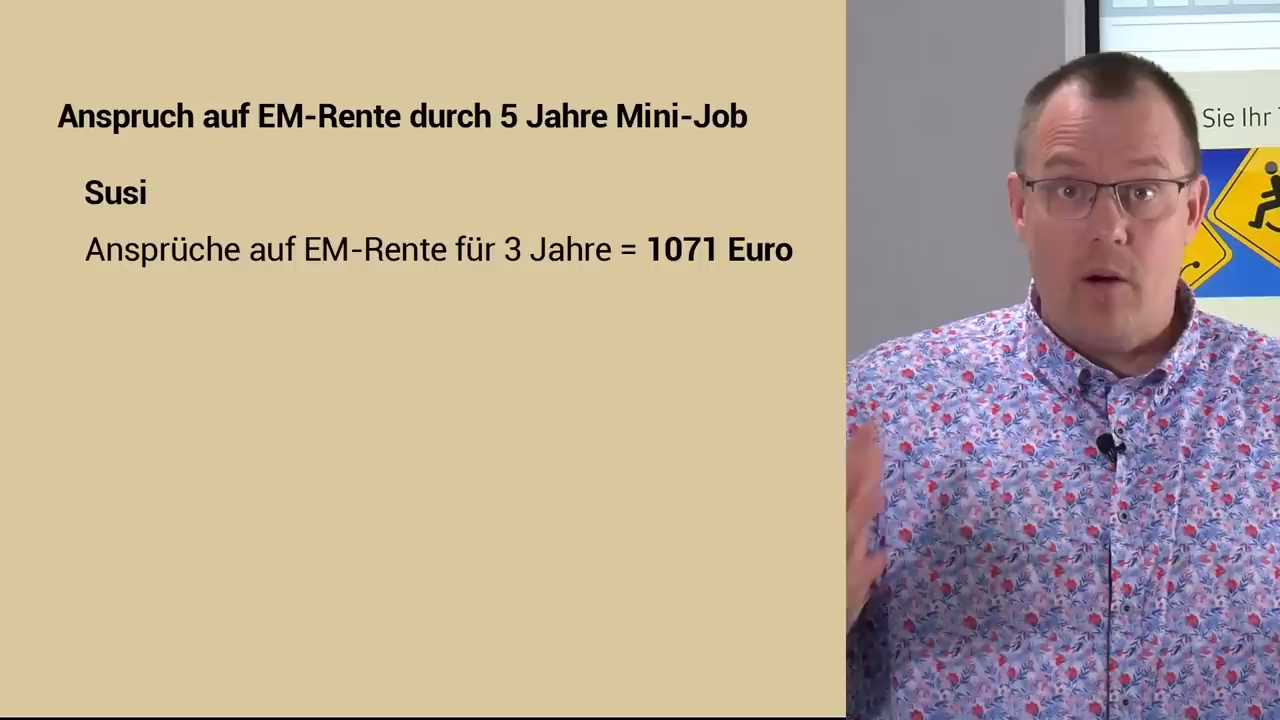 Anspruch auf EM-Rente durch 5 Jahre Mini-Job
Susi
Ansprüche auf EM-Rente für 3 Jahre = 1071 Euro
Sie Ihr